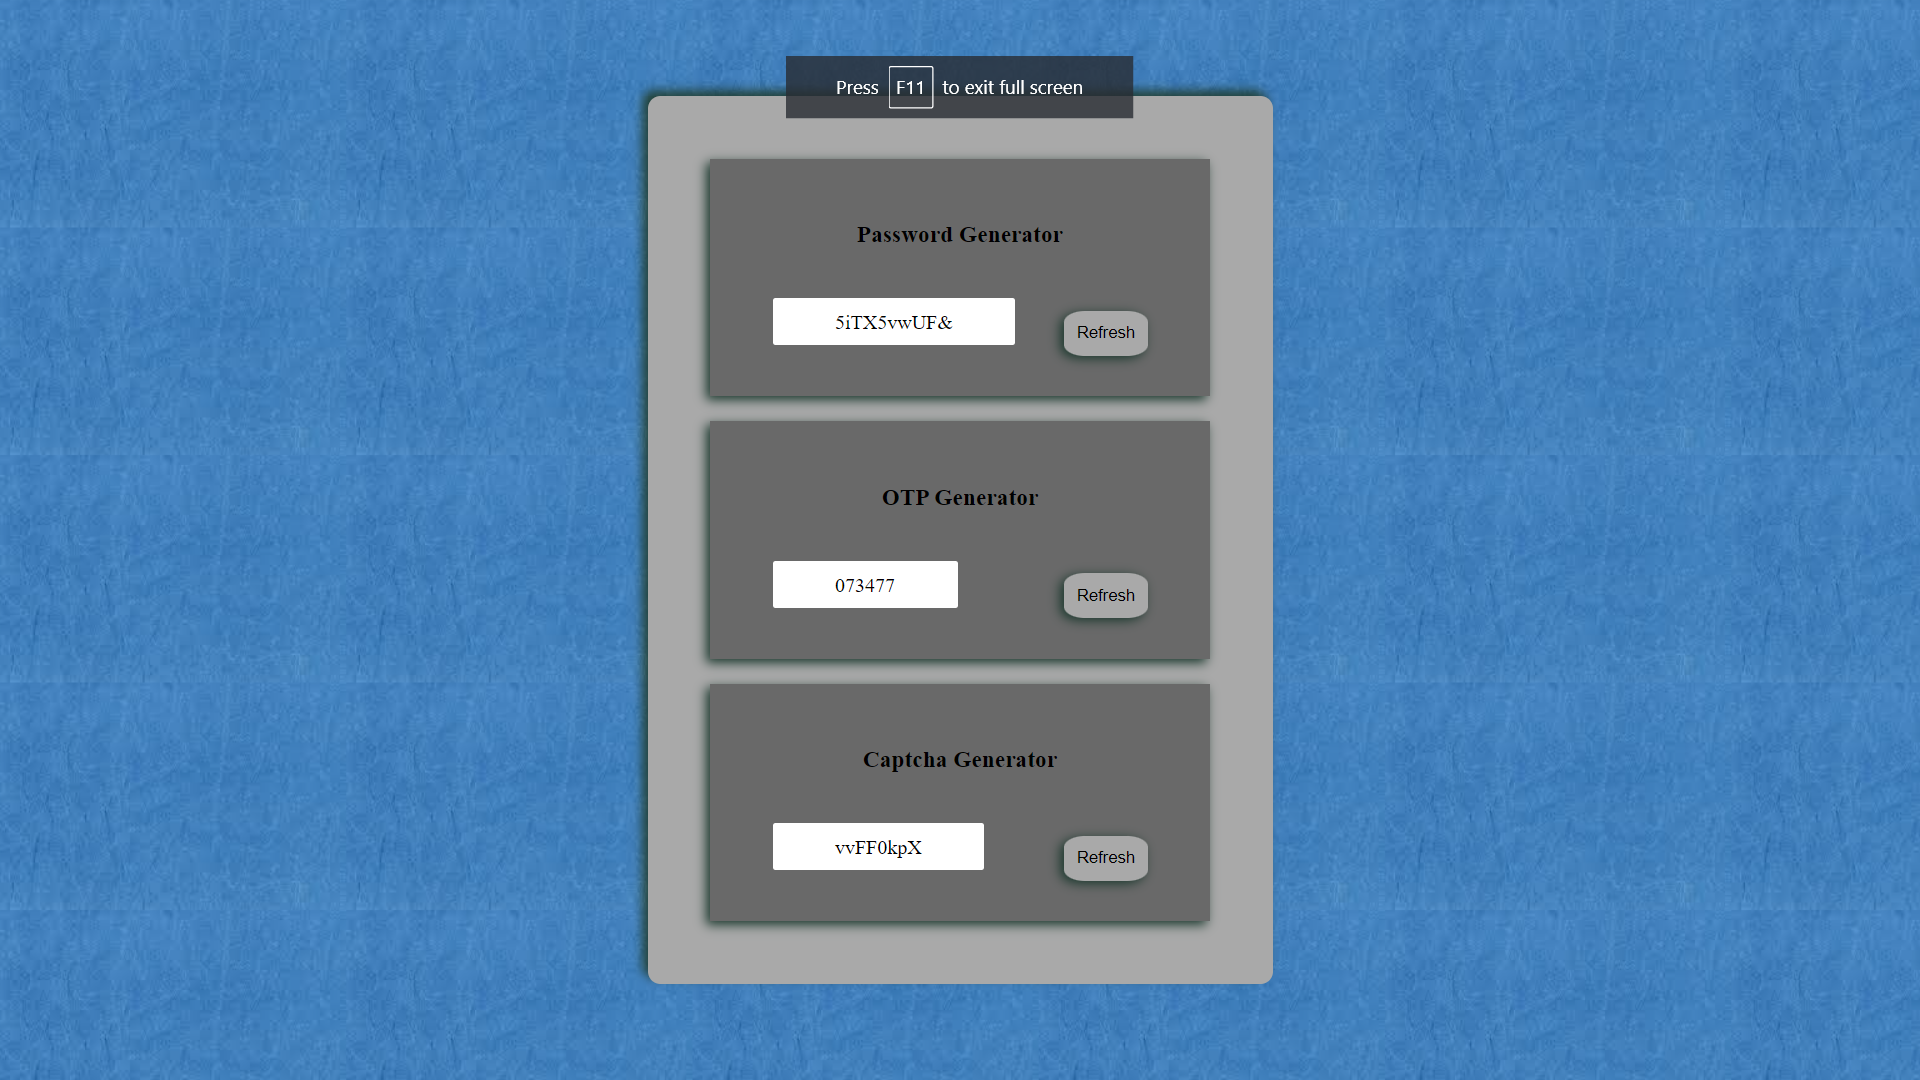 Press F11 to exit full screen
Password Generator
5iTX5vwUF&
Refresh
OTP Generator
073477
Refresh
Captcha Generator
vvFF0kpX
Refresh